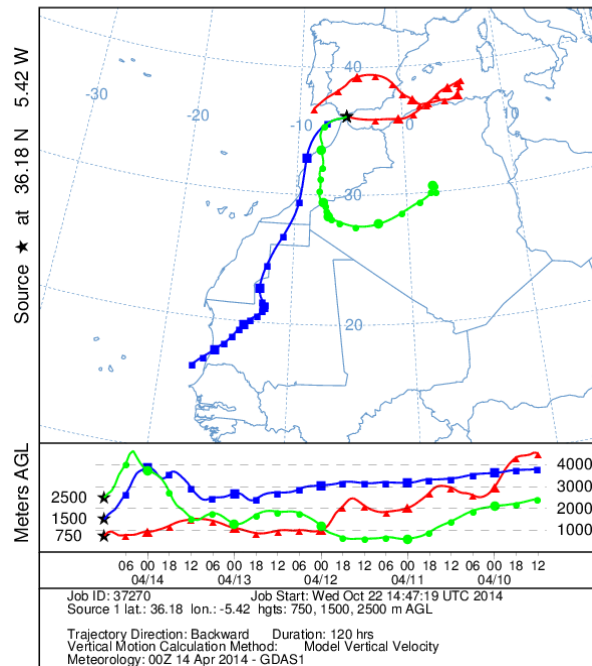 Source ★ at 36.18 N 5.42 W
-30
-20
-10
0
10
40
30
20
Meters AGL
2500
1500
750
4000
3000
2000
1000
06 00 18 12 06 00 18 12 06 00 18 12 06 00 18 12 06 00 18 12
04/14 04/13 04/12 04/11 04/10
Job ID: 37270 Job Start: Wed Oct 22 14:47:19 UTC 2014
Source 1 lat.: 36.18 lon.: -5.42 hgts: 750, 1500, 2500 m AGL
Trajectory Direction: Backward Duration: 120 hrs
Vertical Motion Calculation Method: Model Vertical Velocity
Meteorology: 00Z 14 Apr 2014 - GDAS1